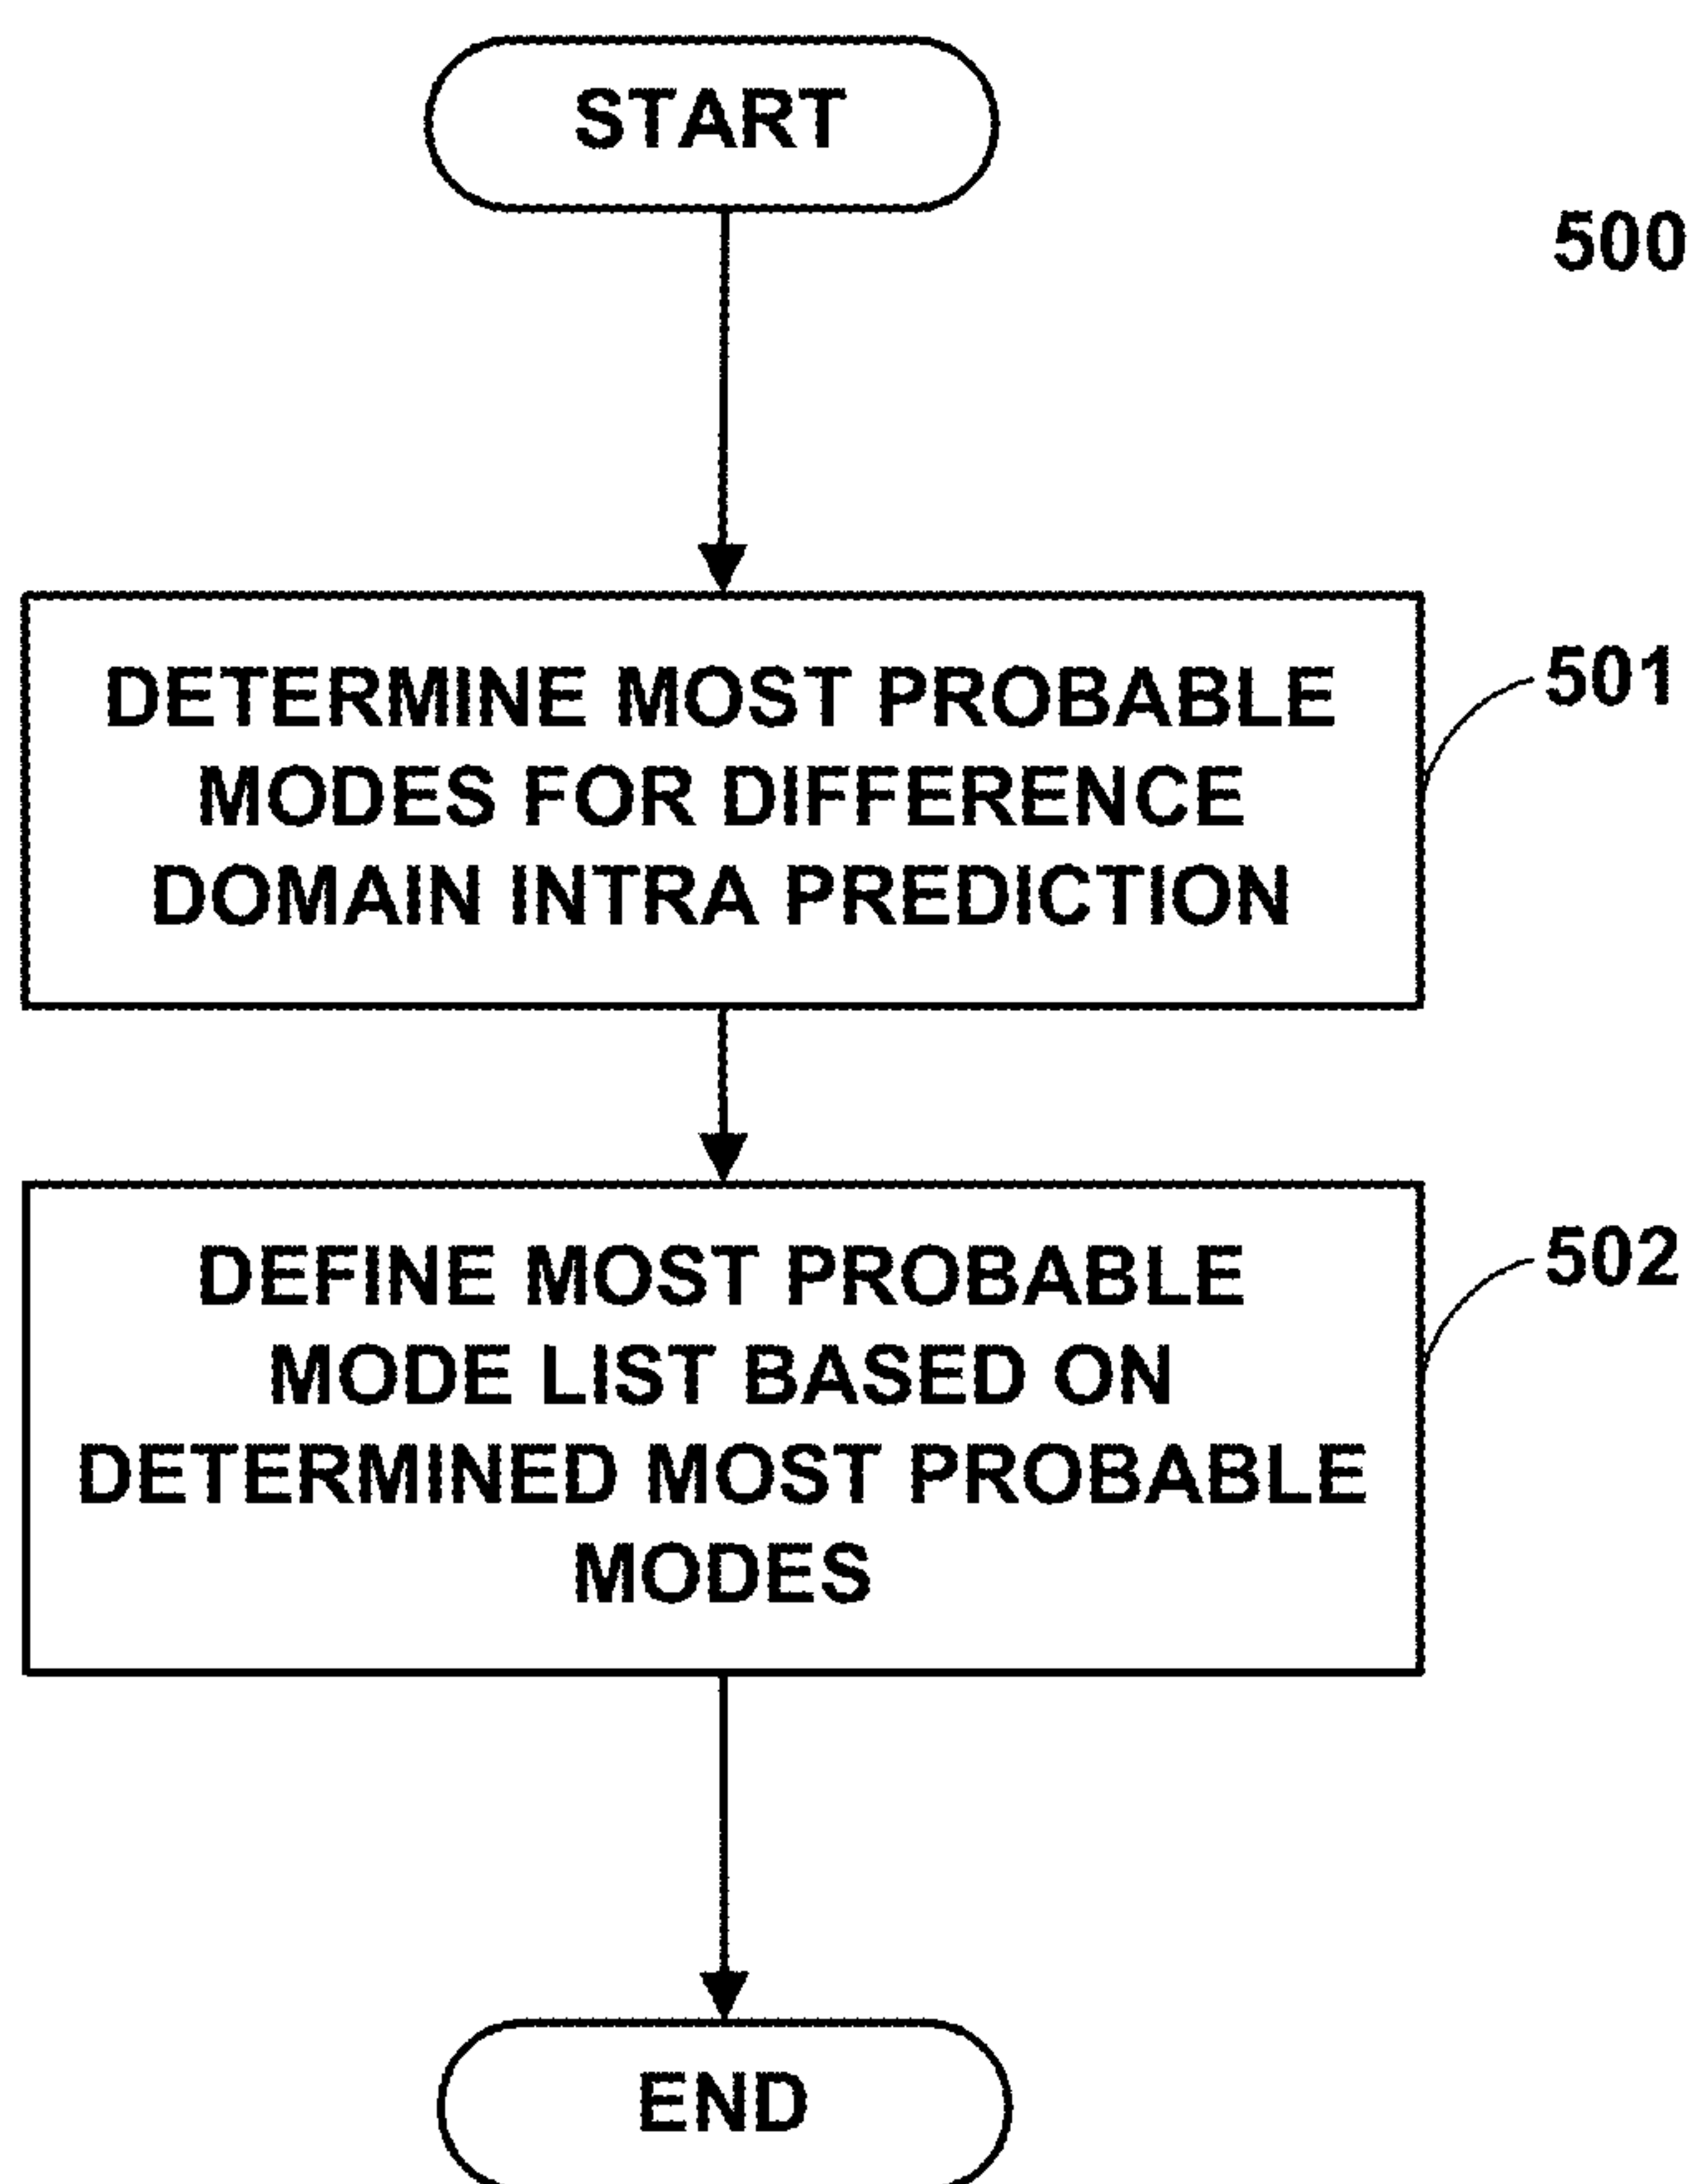 START
500
DETERMINE MOST PROBABLE
MODES FOR DIFFERENCE
DOMAIN INTRA PREDICTION
501
DEFINE MOST PROBABLE
MODE LIST BASED ON
DETERMINED MOST PROBABLE
MODES
502
END